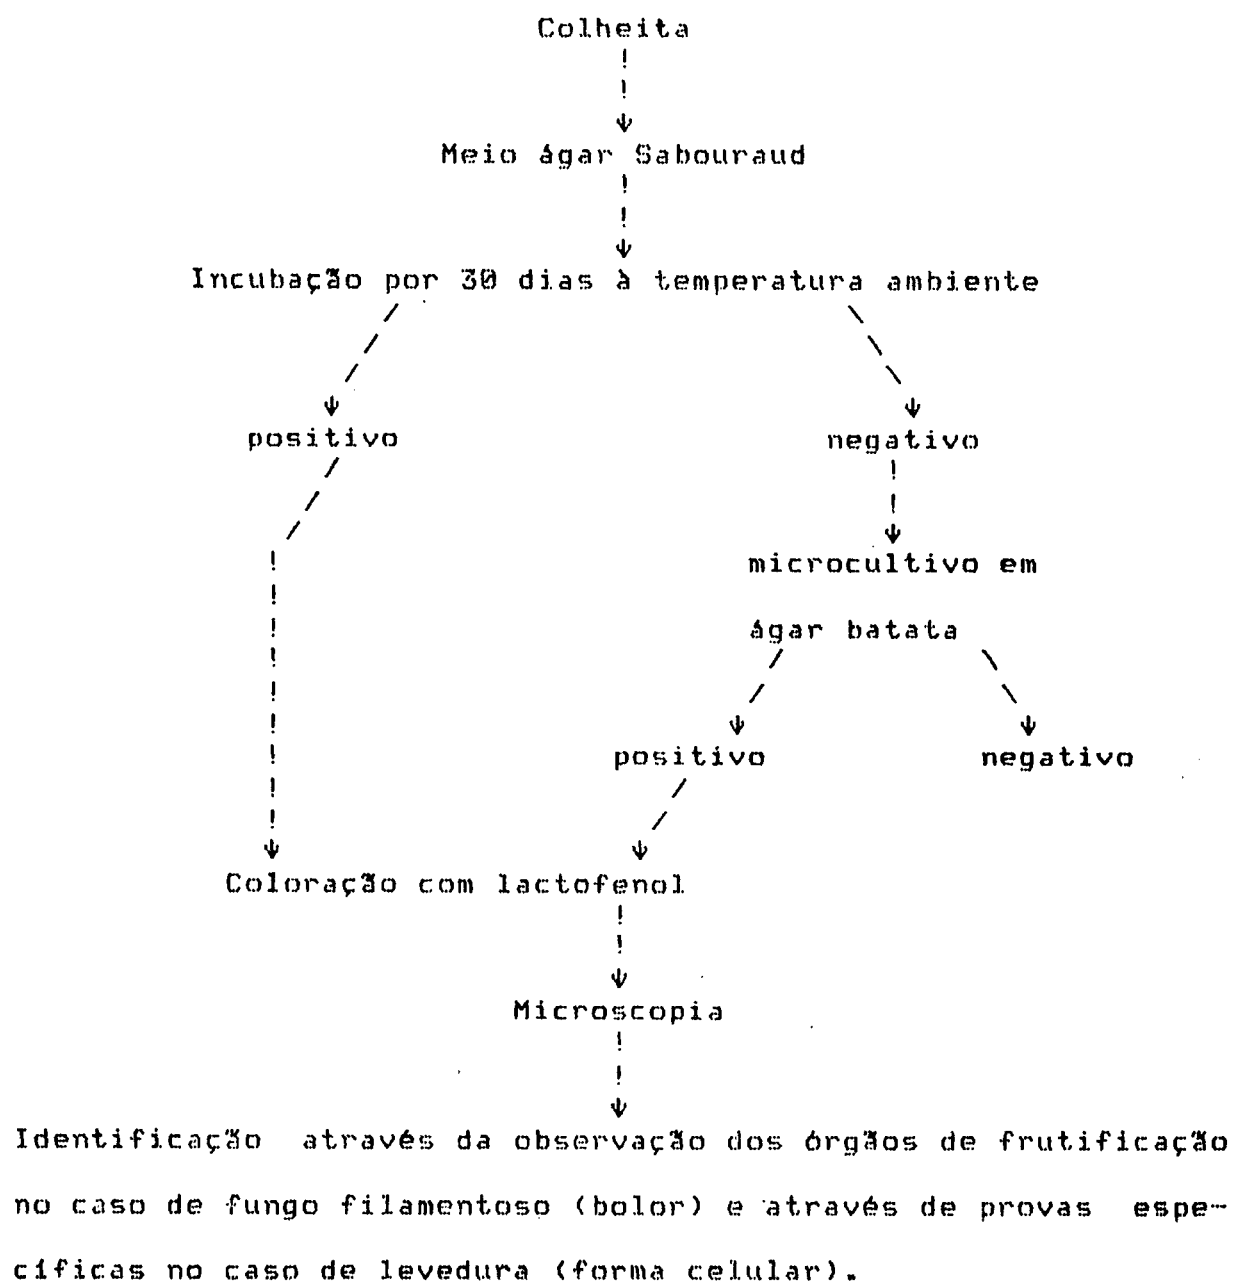 Colheita
Meio ágar Sabouraud
Incubação por 30 dias à temperatura ambiente
positivo negativo
microcultivo em
ágar batata
positivo negativo
Coloração com lactofenol
Microscopia
Identificação através da observação dos órgãos de frutificação
no caso de fungo filamentoso (bolor) e através de provas espe-
cíficas no caso de levedura (forma celular).